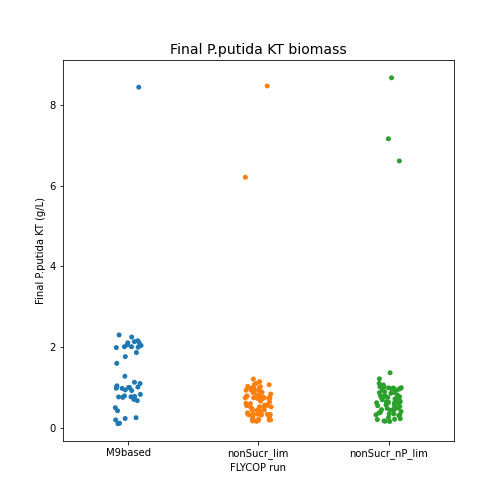 Final P.putida KT biomass
Final P.putida KT (g/L)
8
6
4
2
0
M9based
nonSucr_lim
nonSucr_nP_lim
FLYCOP run